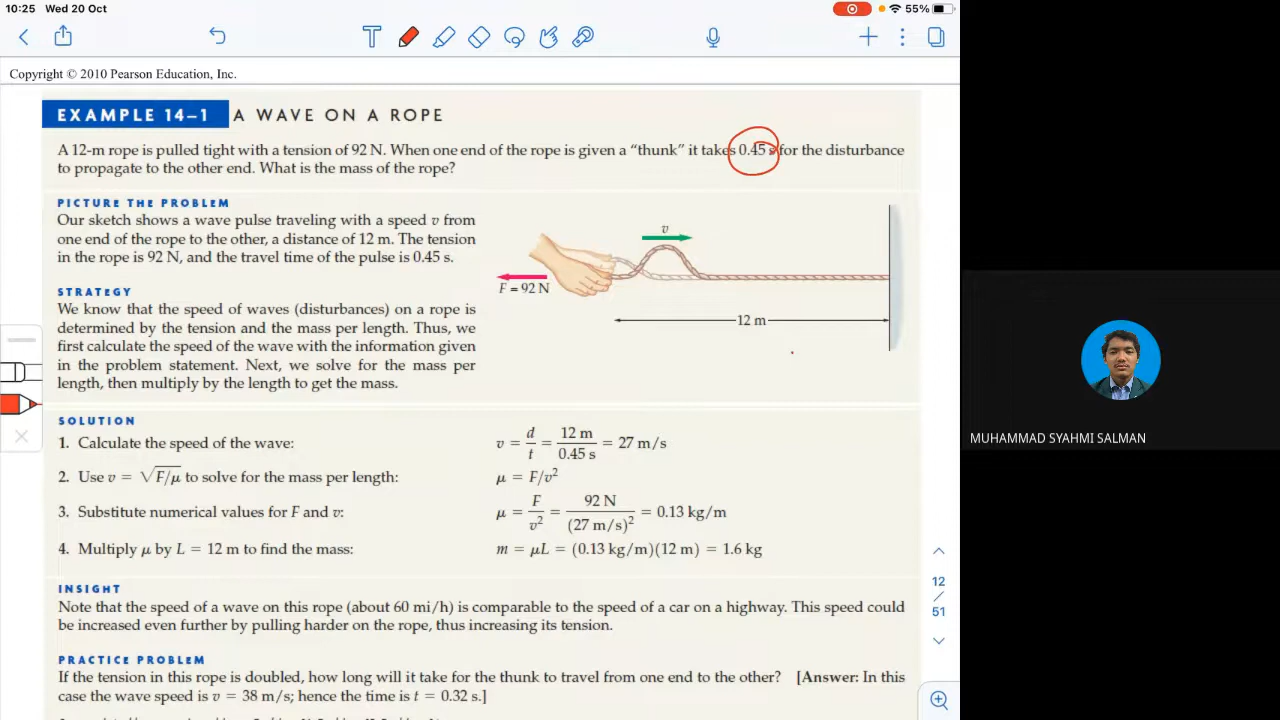 10:25 Wed 20 Oct
55%
Copyright © 2010 Pearson Education, Inc.
EXAMPLE 14–1 A WAVE ON A ROPE
A 12-m rope is pulled tight with a tension of 92 N. When one end of the rope is given a “thunk” it takes 0.45 s for the disturbance
to propagate to the other end. What is the mass of the rope?
PICTURE THE PROBLEM
Our sketch shows a wave pulse traveling with a speed v from
one end of the rope to the other, a distance of 12 m. The tension
in the rope is 92 N, and the travel time of the pulse is 0.45 s.
STRATEGY
We know that the speed of waves (disturbances) on a rope is
determined by the tension and the mass per length. Thus, we
first calculate the speed of the wave with the information given
in the problem statement. Next, we solve for the mass per
length, then multiply by the length to get the mass.
v
F = 92 N
12 m
SOLUTION
1. Calculate the speed of the wave: v = d/t = 12 m/0.45 s = 27 m/s
2. Use v = √F/μ to solve for the mass per length: μ = F/v²
3. Substitute numerical values for F and v: μ = F/v² = 92 N/(27 m/s)² = 0.13 kg/m
4. Multiply μ by L = 12 m to find the mass: m = μL = (0.13 kg/m)(12 m) = 1.6 kg
INSIGHT
Note that the speed of a wave on this rope (about 60 mi/h) is comparable to the speed of a car on a highway. This speed could
be increased even further by pulling harder on the rope, thus increasing its tension.
PRACTICE PROBLEM
If the tension in this rope is doubled, how long will it take for the thunk to travel from one end to the other? [Answer: In this
case the wave speed is v = 38 m/s; hence the time is t = 0.32 s.]
12
/
51
MUHAMMAD SYAHMI SALMAN